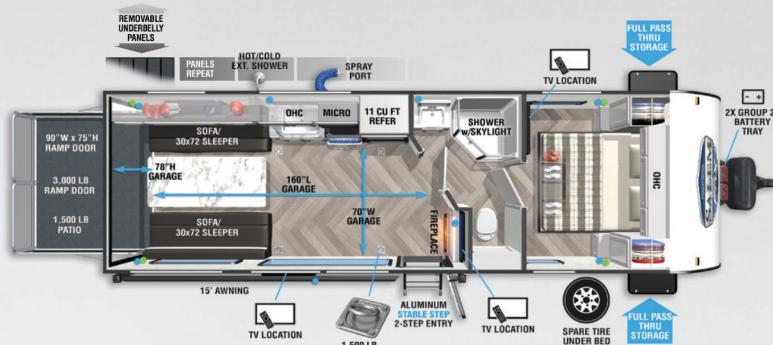 REMOVABLE
UNDERBELLY
PANELS
PANELS
REPEAT
HOT/COLD
EXT. SHOWER
SPRAY
PORT
TV LOCATION
FULL PASS
THRU
STORAGE
2X GROUP 2
BATTERY
TRAY
90"W x 75"H
RAMP DOOR
3,000 LB
RAMP DOOR
1,500 LB
PATIO
SOFA/
30x72 SLEEPER
78"H
GARAGE
160"L
GARAGE
70"W
GARAGE
SOFA/
30x72 SLEEPER
OHC
MICRO
11 CU FT
REFER
SHOWER
w/SKYLIGHT
FIREPLACE
OHC
15' AWNING
TV LOCATION
1,500 LB
ALUMINUM
STABLE STEP
2-STEP ENTRY
TV LOCATION
SPARE TIRE
UNDER BED
FULL PASS
THRU
STORAGE